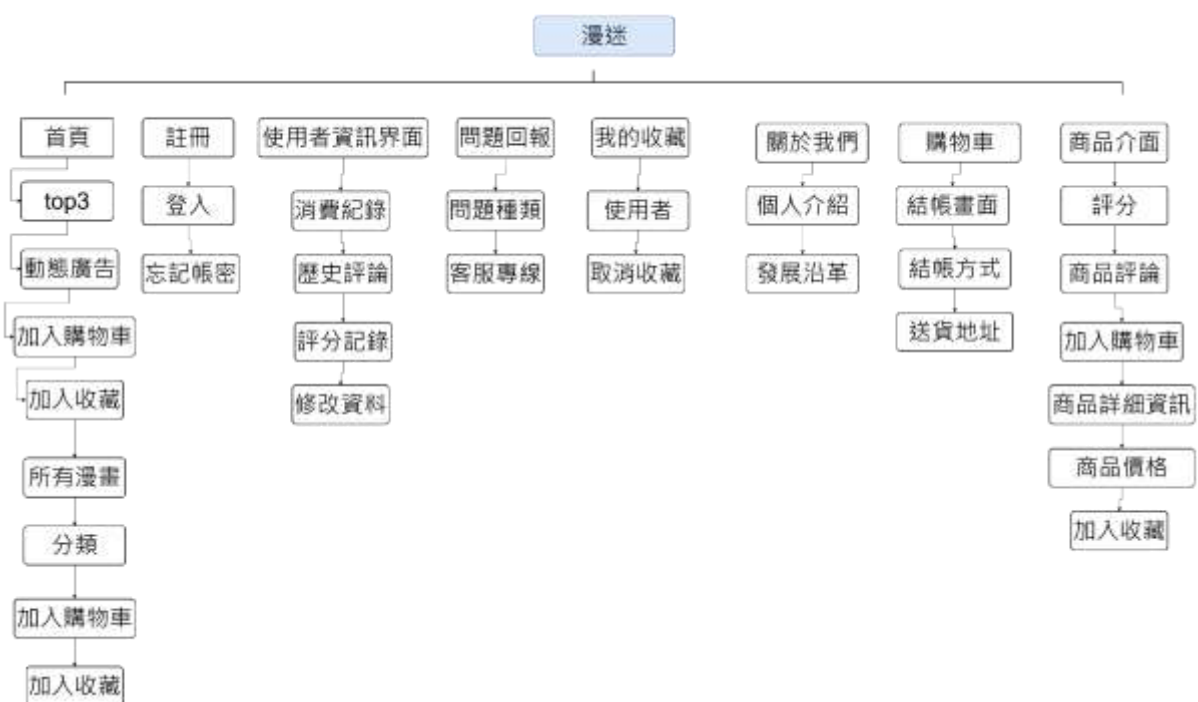 漫迷
首頁
top3
動態廣告
加入購物車
加入收藏
所有漫畫
分類
加入購物車
加入收藏
註冊
登入
忘記帳密
使用者資訊界面
消費紀錄
歷史評論
評分記錄
修改資料
問題回報
問題種類
客服專線
我的收藏
使用者
取消收藏
關於我們
個人介紹
發展沿革
購物車
結帳畫面
結帳方式
送貨地址
商品介面
評分
商品評論
加入購物車
商品詳細資訊
商品價格
加入收藏